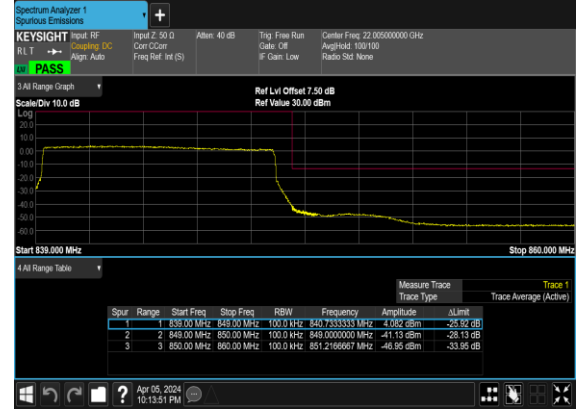 Spectrum Analyzer 1
Spurious Emissions
KEYSIGHT
RLT
Input: RF
Coupling: DC
Align: Auto
Input Z: 50 Ω
Corr CCorr
Freq Ref: Int (S)
Atten: 40 dB
Trig: Free Run
Gate: Off
IF Gain: Low
Center Freq: 22.005000000 GHz
Avg|Hold: 100/100
Radio Std: None
LNI PASS
3 All Range Graph
Ref Lvl Offset 7.50 dB
Scale/Div 10.0 dB
Ref Value 30.00 dBm
Log
20.0
10.0
0.00
-10.0
-20.0
-30.0
-40.0
-50.0
-60.0
Start 839.000 MHz
Stop 860.000 MHz
4 All Range Table
Measure Trace Trace 1
Trace Type Trace Average (Active)
Spur Range Start Freq Stop Freq RBW Frequency Amplitude ΔLimit
1 1 839.00 MHz 849.00 MHz 100.0 kHz 840.7333333 MHz 4.082 dBm -25.92 dB
2 2 849.00 MHz 850.00 MHz 100.0 kHz 849.0000000 MHz -41.13 dBm -28.13 dB
3 3 850.00 MHz 860.00 MHz 100.0 kHz 851.2166667 MHz -46.95 dBm -33.95 dB
Apr 05, 2024
10:13:51 PM